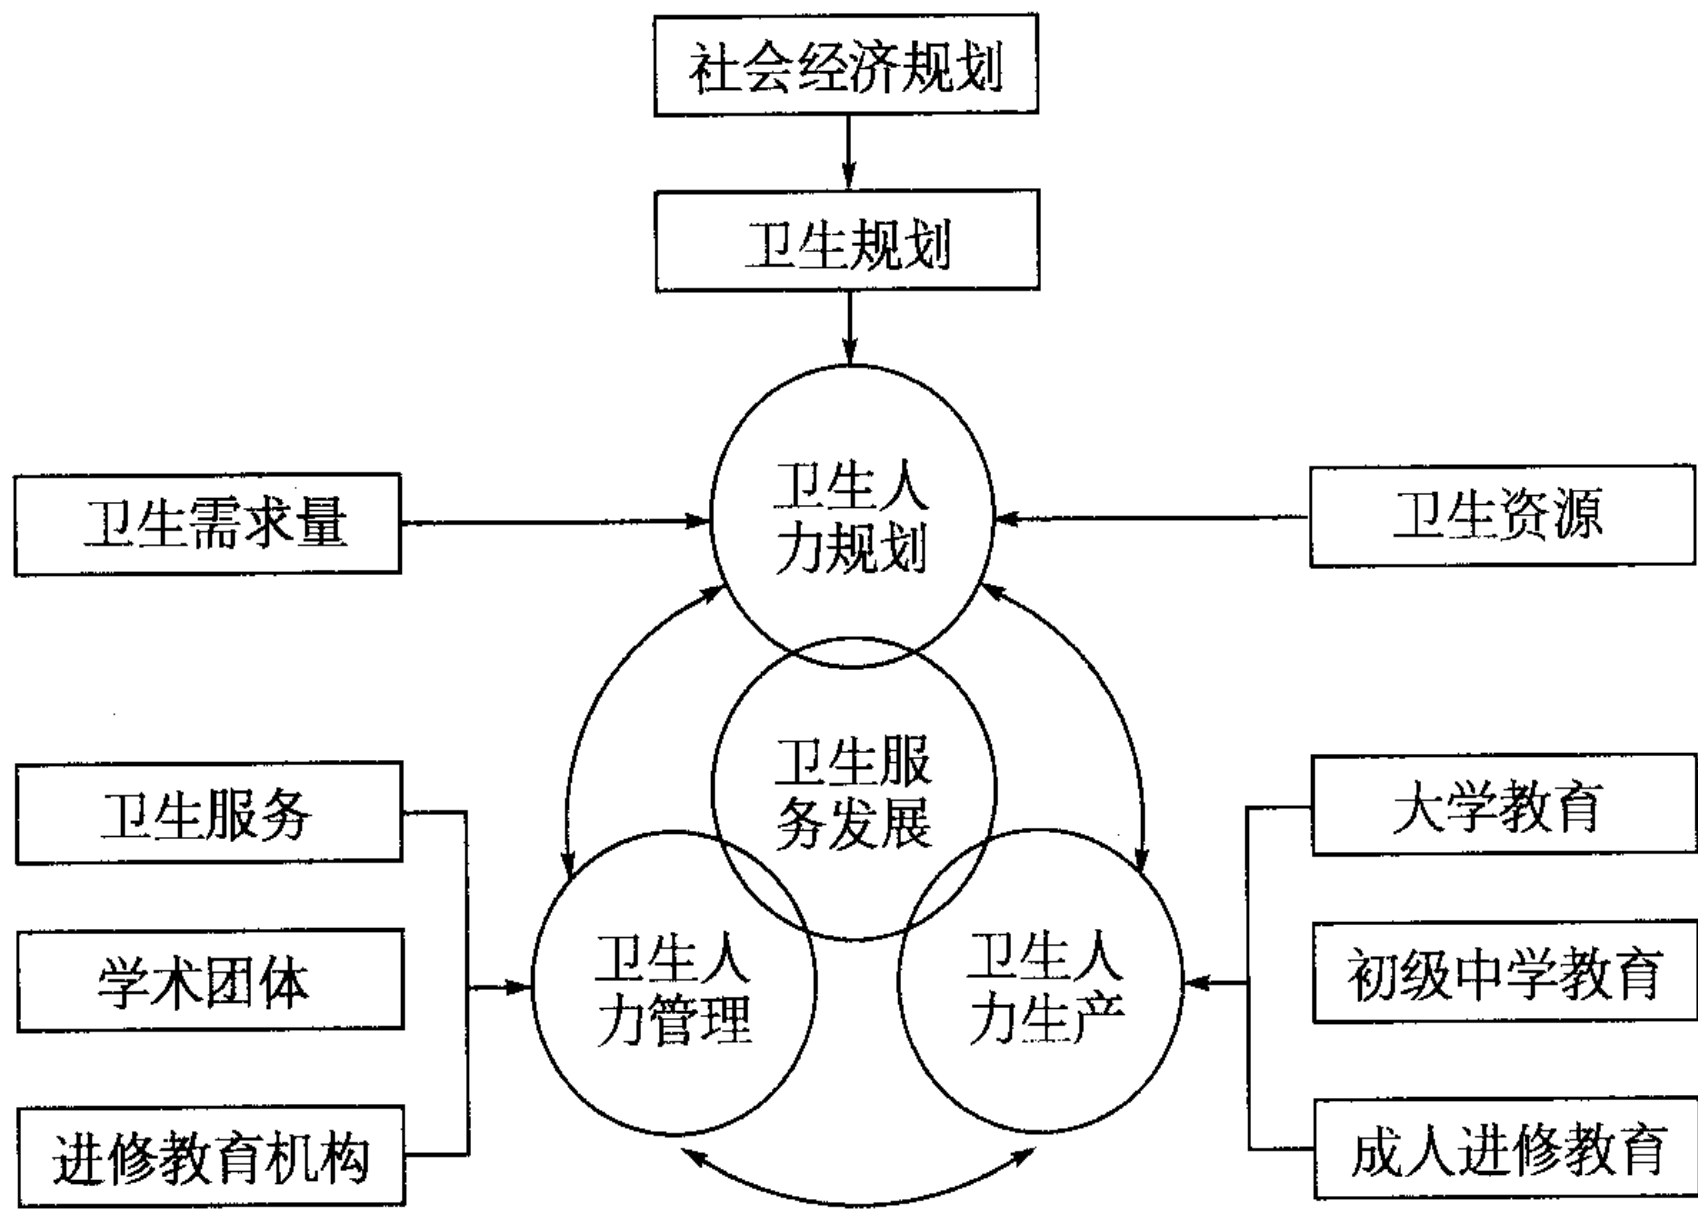 社会经济规划
卫生规划
卫生需求量
卫生人
力规划
卫生资源
卫生服
务发展
卫生服务
学术团体
进修教育机构
卫生人
力管理
卫生人
力生产
大学教育
初级中学教育
成人进修教育